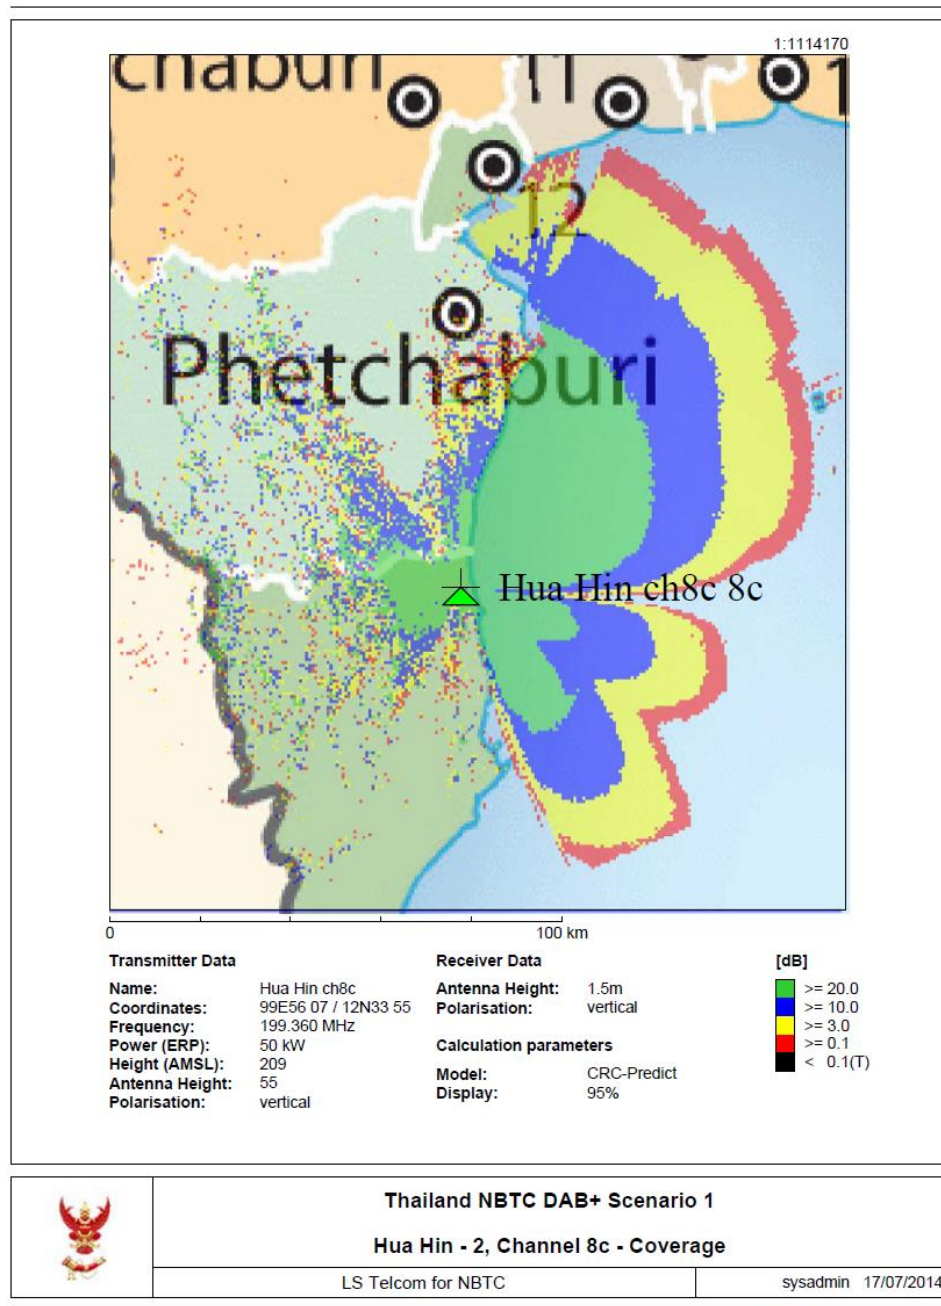 1:1114170
chaburi
11
1
12
Phetchaburi
Hua Hin ch8c 8c
0 100 km
Transmitter Data
Name: Hua Hin ch8c
Coordinates: 99E56 07 / 12N33 55
Frequency: 199.360 MHz
Power (ERP): 50 kW
Height (AMSL): 209
Antenna Height: 55
Polarisation: vertical
Receiver Data
Antenna Height: 1.5m
Polarisation: vertical
Calculation parameters
Model: CRC-Predict
Display: 95%
[dB]
>= 20.0
>= 10.0
>= 3.0
>= 0.1
< 0.1(T)
Thailand NBTC DAB+ Scenario 1
Hua Hin - 2, Channel 8c - Coverage
LS Telcom for NBTC
sysadmin 17/07/2014